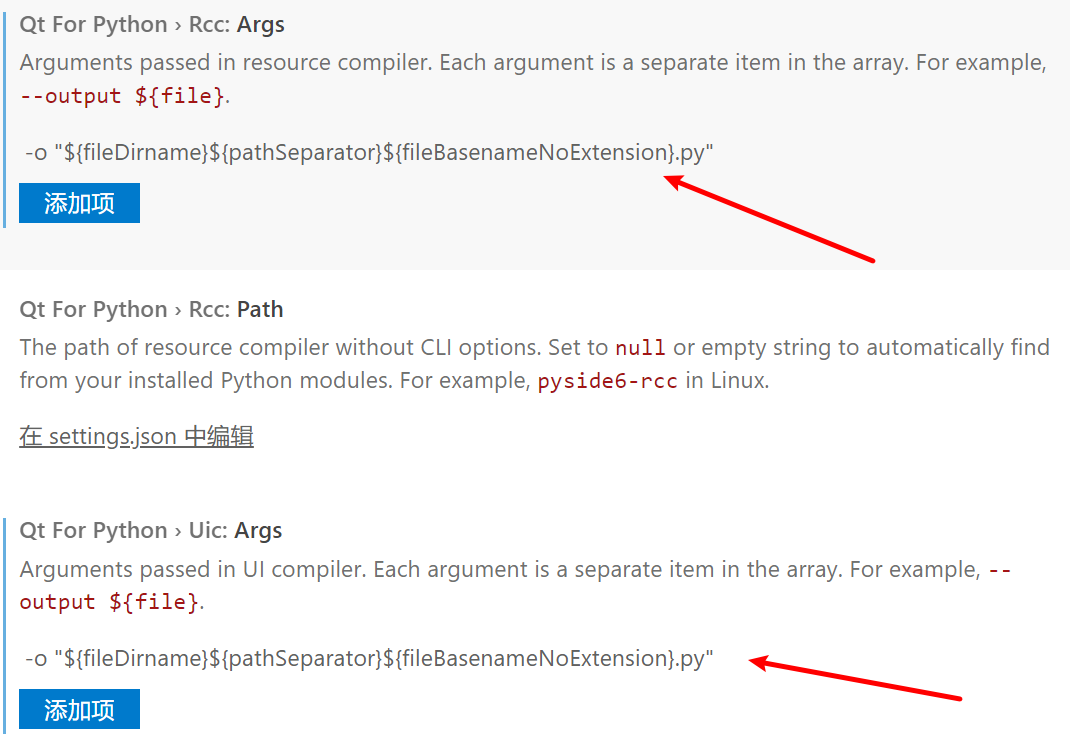 Qt For Python › Rcc: Args
Arguments passed in resource compiler. Each argument is a separate item in the array. For example,
--output ${file}.
-o "${fileDirname}${pathSeparator}${fileBasenameNoExtension}.py"
添加项
Qt For Python › Rcc: Path
The path of resource compiler without CLI options. Set to null or empty string to automatically find
from your installed Python modules. For example, pyside6-rcc in Linux.
在 settings.json 中编辑
Qt For Python › Uic: Args
Arguments passed in UI compiler. Each argument is a separate item in the array. For example, --
output ${file}.
-o "${fileDirname}${pathSeparator}${fileBasenameNoExtension}.py"
添加项